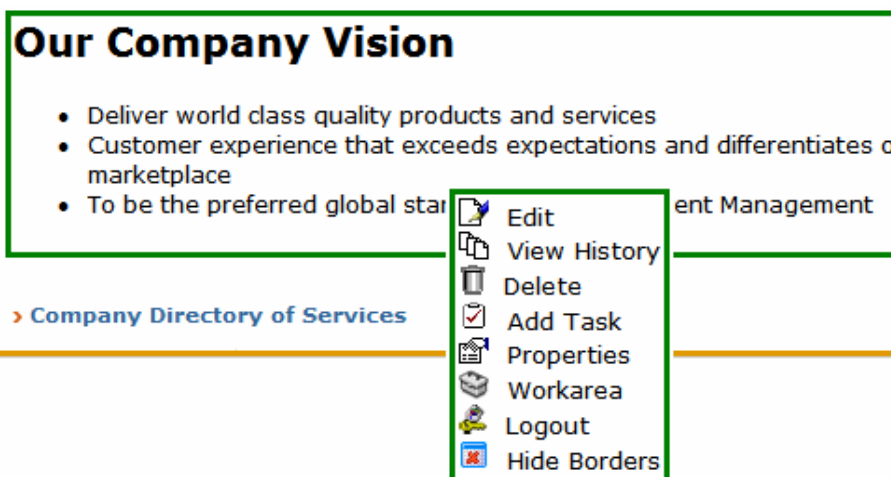 Our Company Vision
• Deliver world class quality products and services
• Customer experience that exceeds expectations and differentiates
marketplace
• To be the preferred global ent Management
Edit
View History
Delete
› Company Directory of Services
Add Task
Properties
Workarea
Logout
Hide Borders